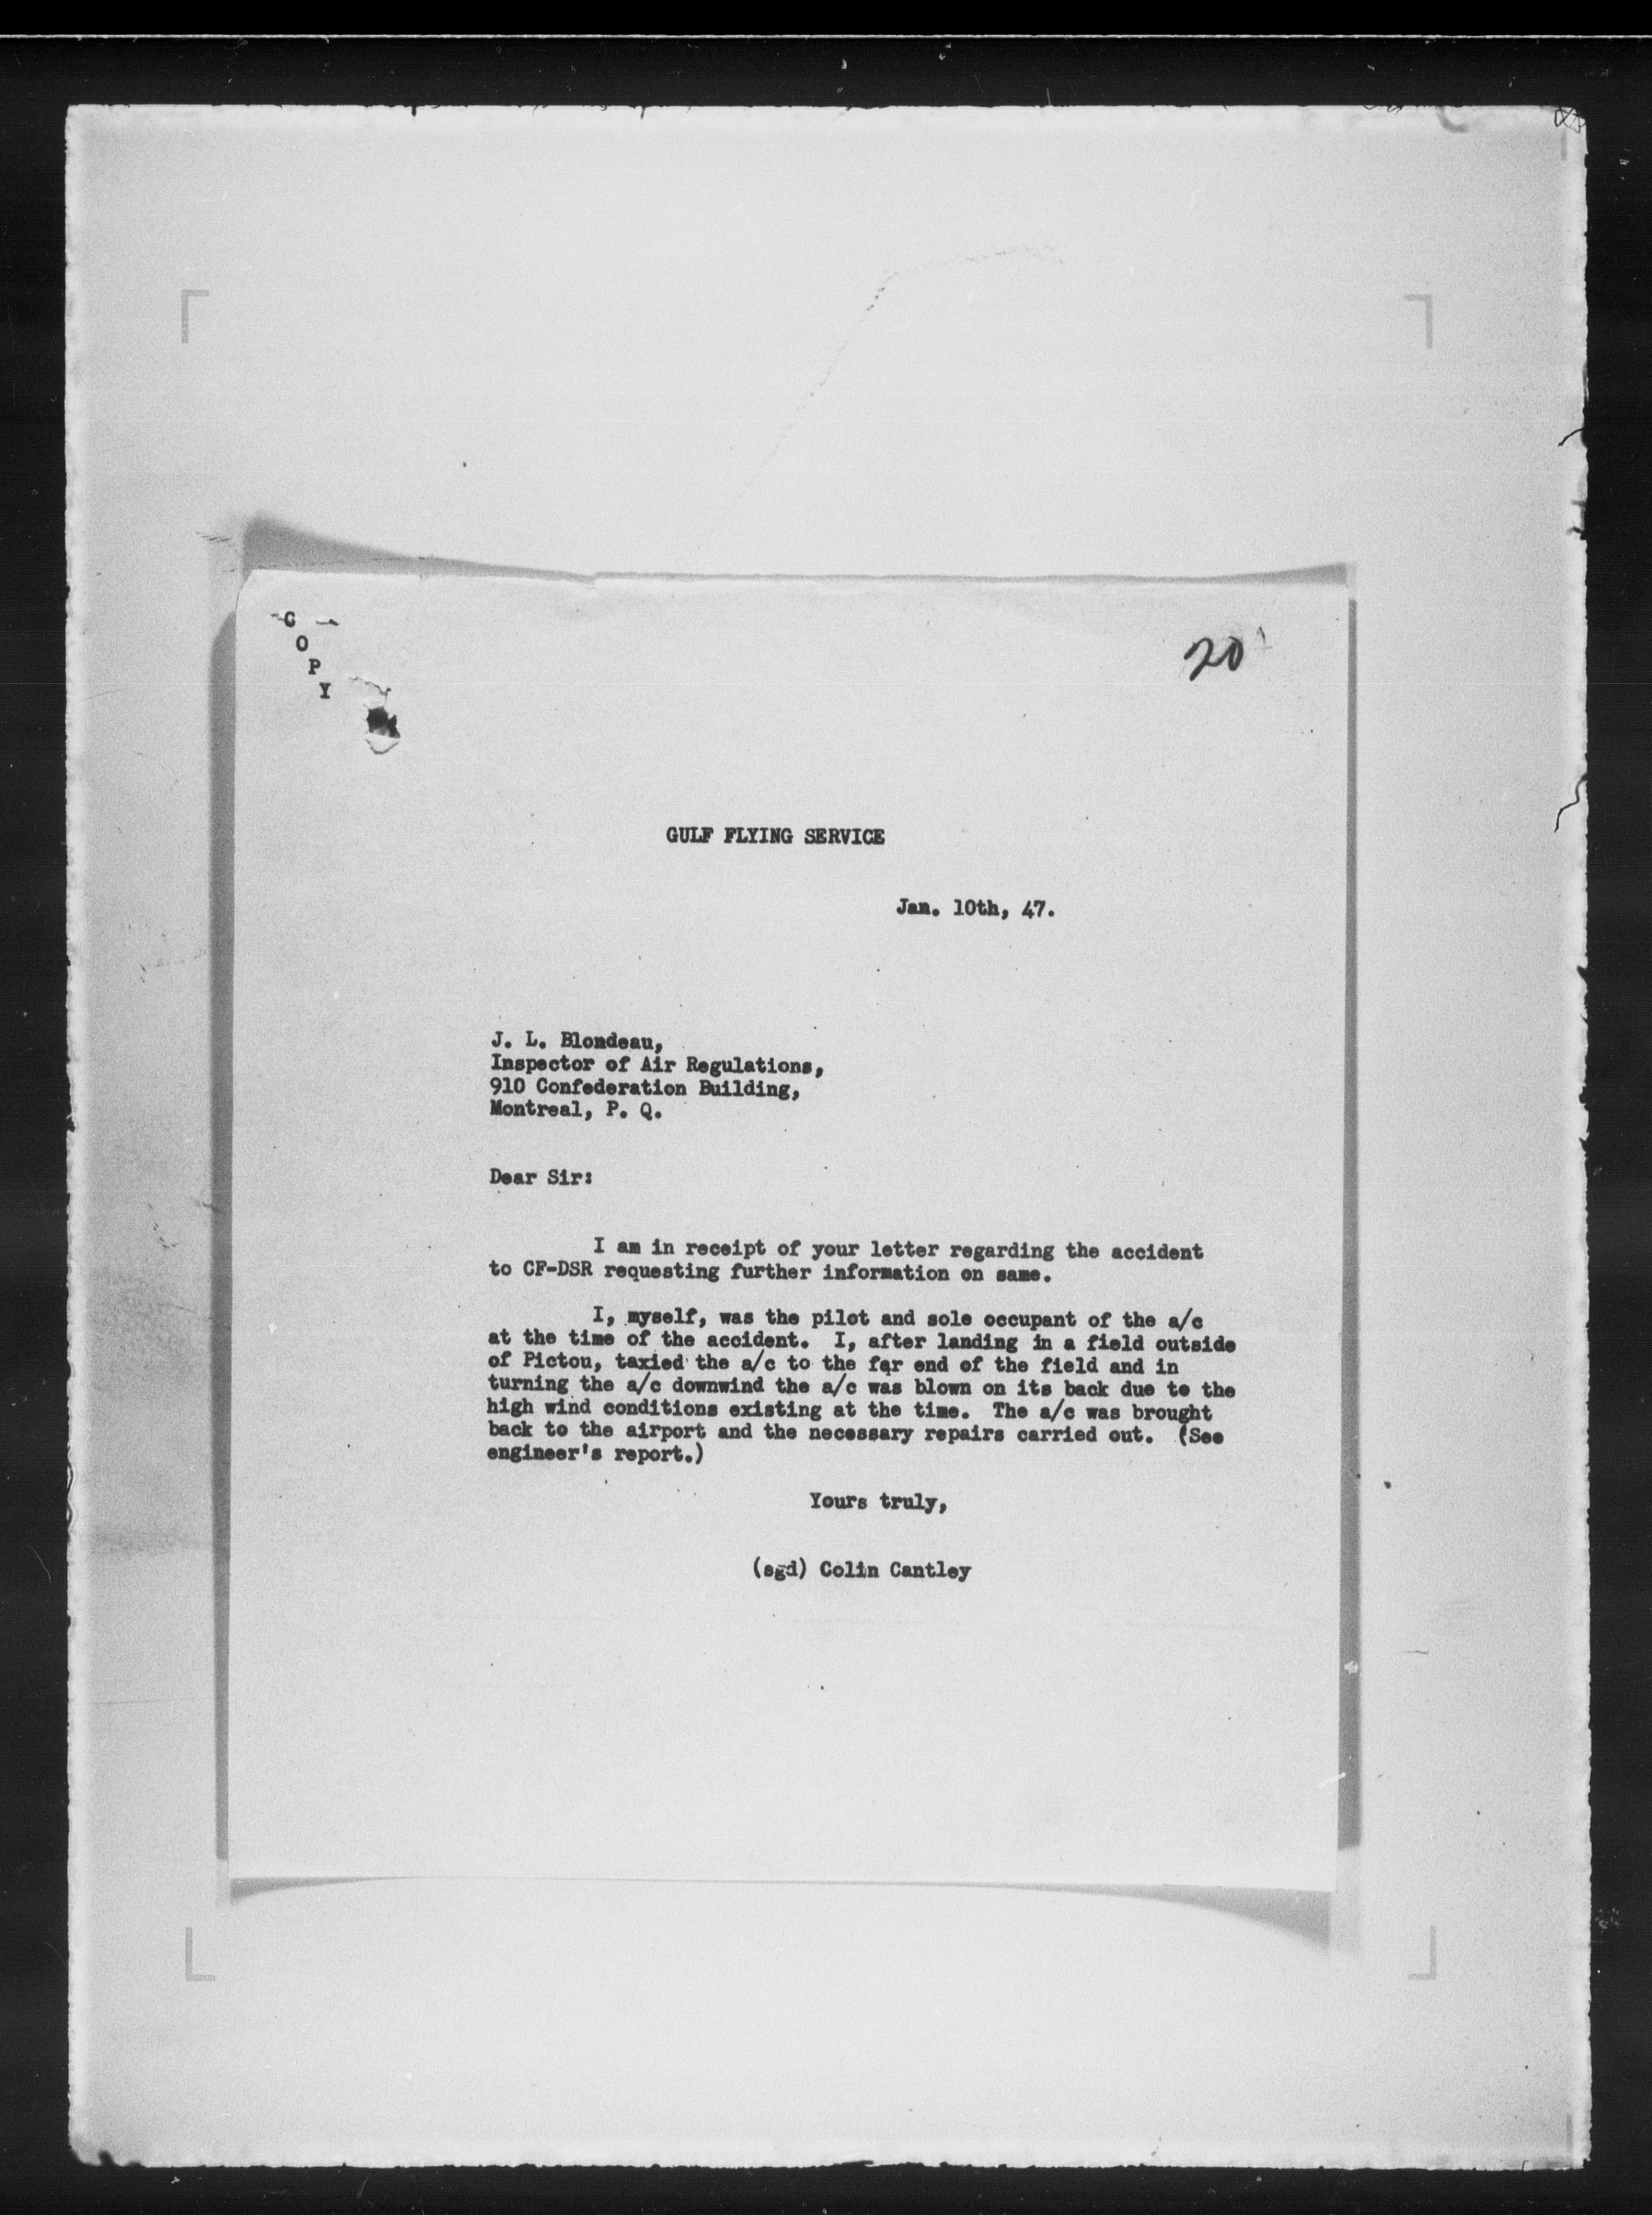 C
O
P
Y
20
GULF FLYING SERVICE
Jan. 10th, 47.
J. L. Blondeau,
Inspector of Air Regulations,
910 Confederation Building,
Montreal, P. Q.
Dear Sir:
I am in receipt of your letter regarding the accident
to CF-DSR requesting further information on same.
I, myself, was the pilot and sole occupant of the a/c
at the time of the accident. I, after landing in a field outside
of Pictou, taxied the a/c to the far end of the field and in
turning the a/c downwind the a/c was blown on its back due to the
high wind conditions existing at the time. The a/c was brought
back to the airport and the necessary repairs carried out. (See
engineer's report.)
Yours truly,
(sgd) Colin Cantley